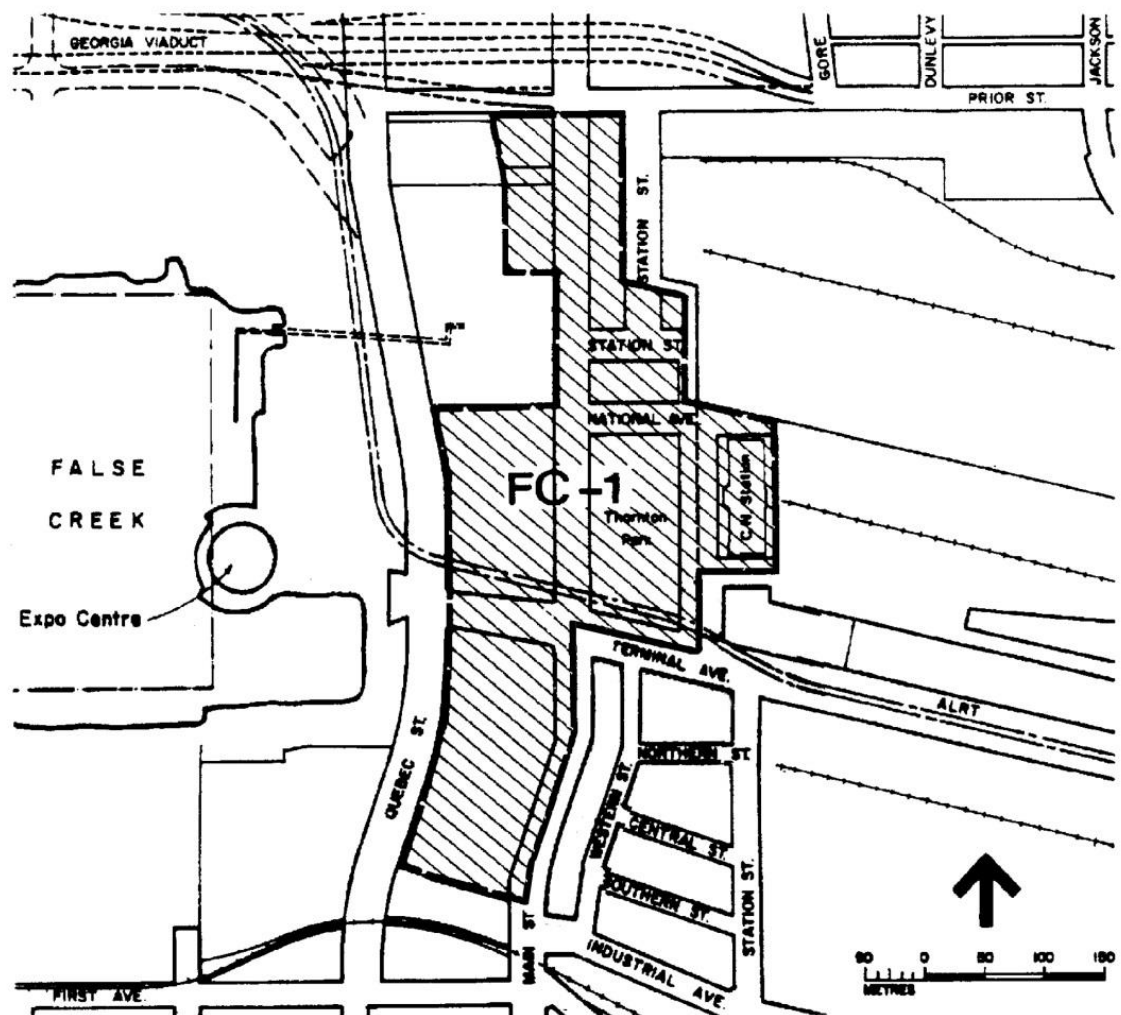 GEORGIA VIADUCT
GORE
DUNLEVY
JACKSON
PRIOR ST.
STATION ST.
STATION ST.
NATIONAL AVE.
FC-1
Thornton
Park
C.N. Station
FALSE
CREEK
Expo Centre
TERMINAL AVE.
ALRT
NORTHERN ST.
QUEBEC ST.
WESTERN ST.
CENTRAL ST.
SOUTHERN ST.
STATION ST.
MAIN ST.
INDUSTRIAL AVE.
FIRST AVE.
50 0 50 100 150
METRES